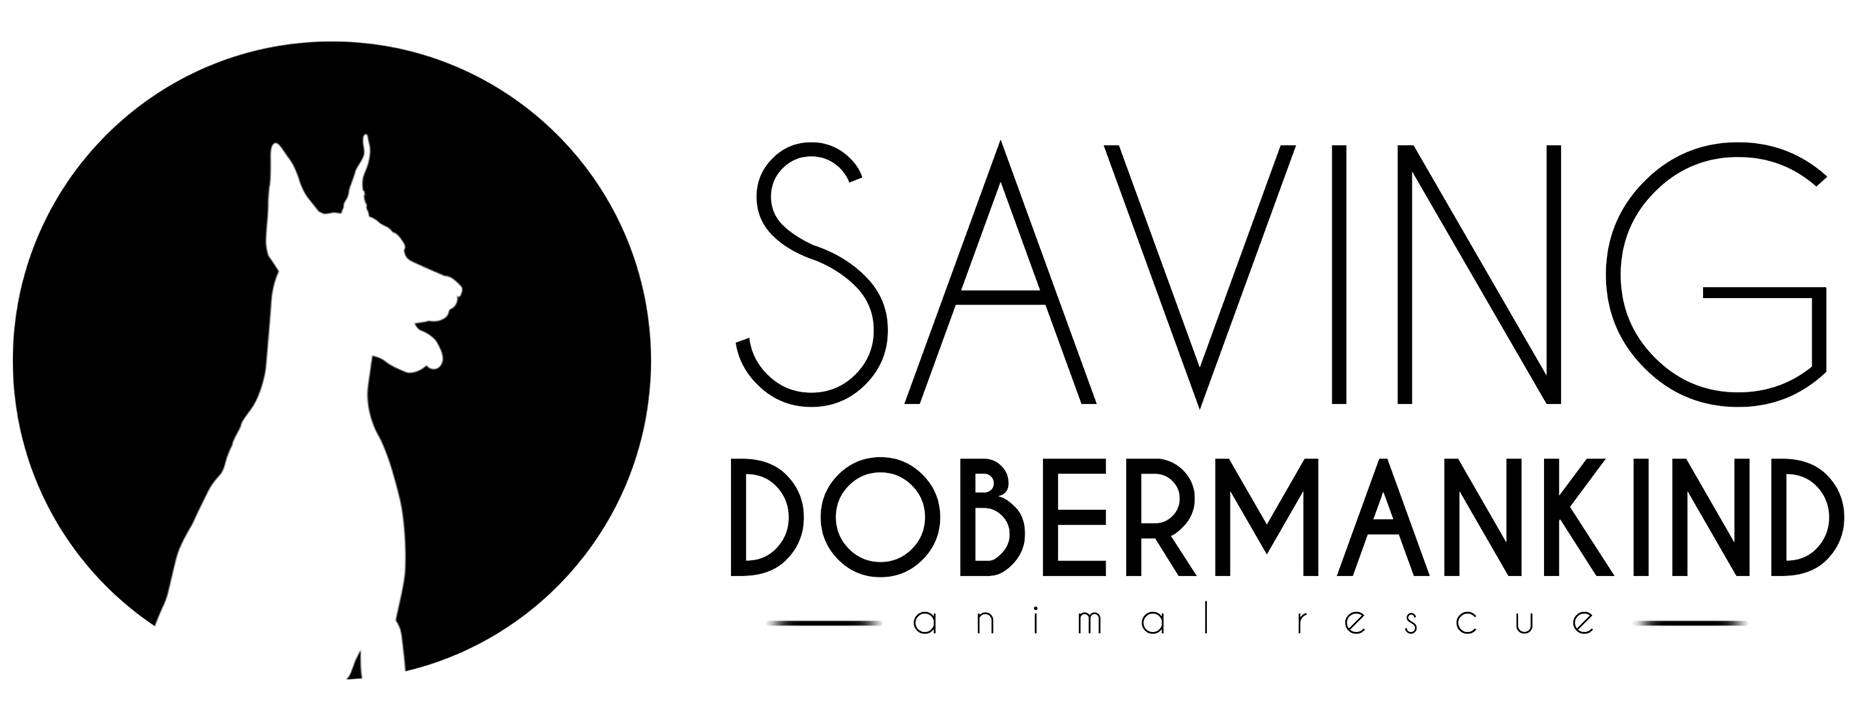 SAVING
DOBERMANKIND
animal rescue